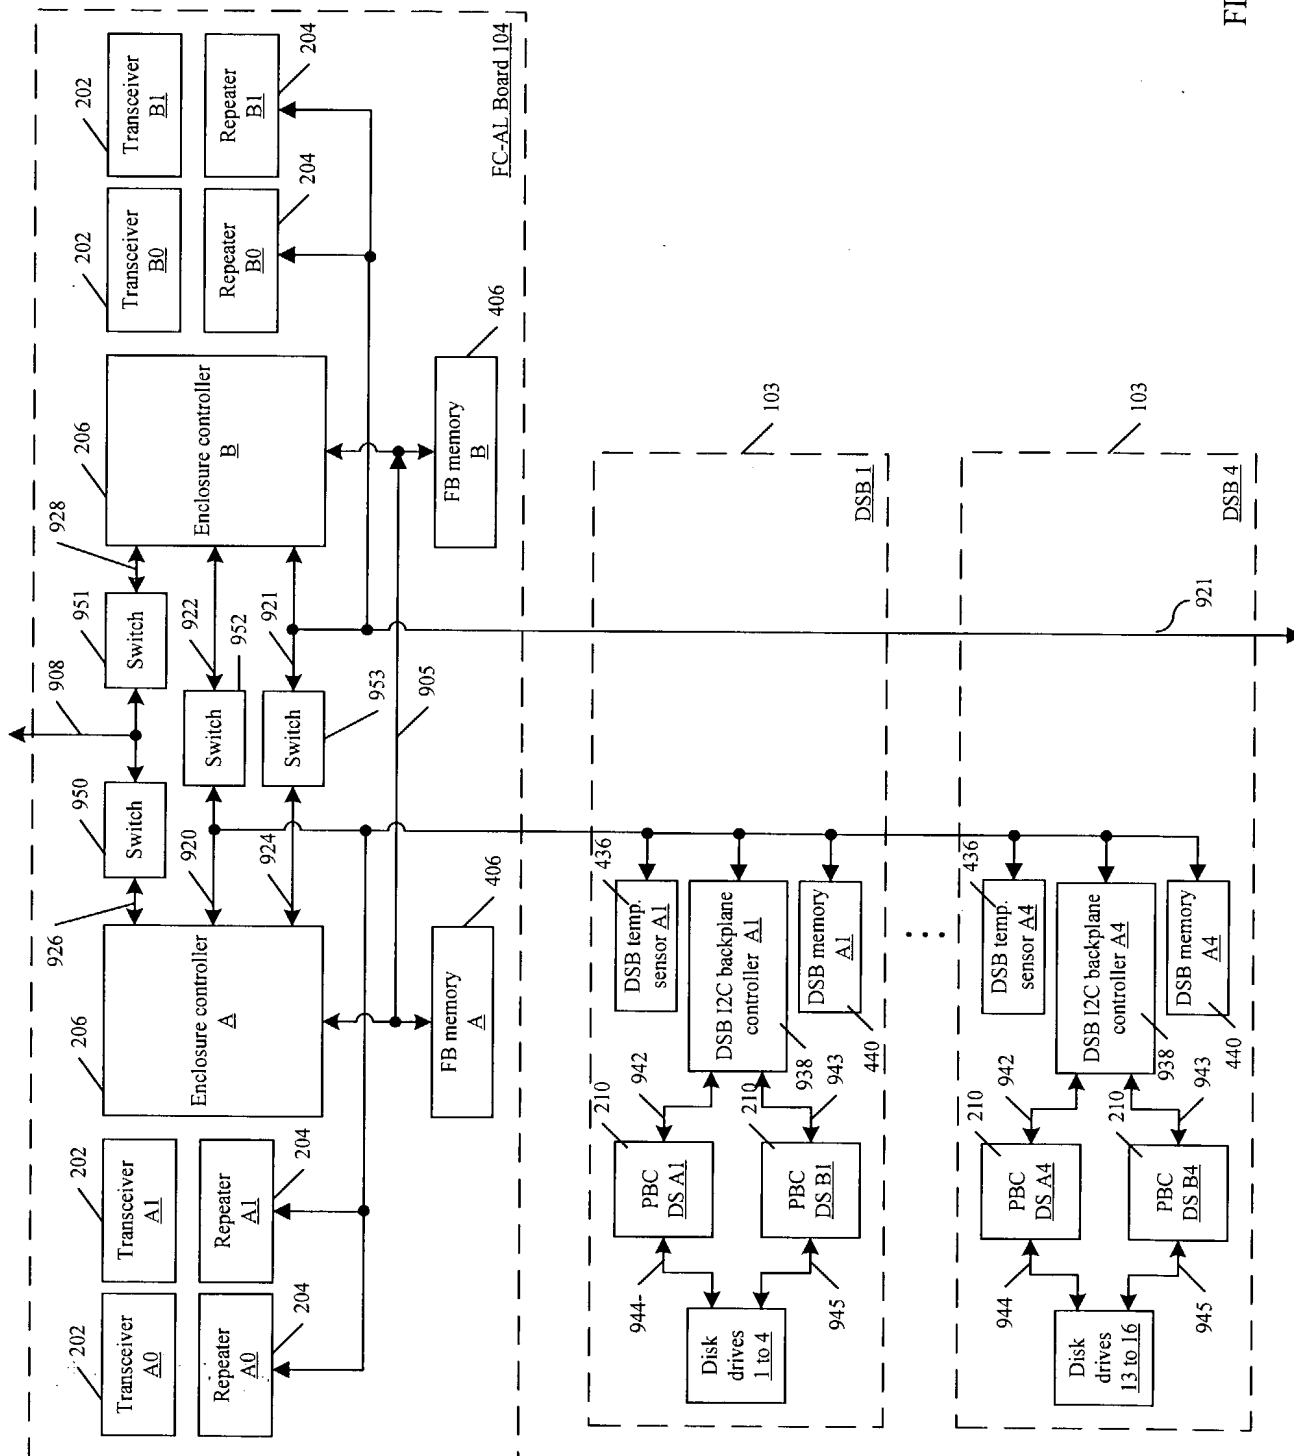 202
Transceiver
A0
202
Transceiver
A1
206
Enclosure controller
A
926
950
Switch
908
951
Switch
928
206
Enclosure controller
B
202
Transceiver
B0
202
Transceiver
B1
Repeater
A0
204
Repeater
A1
204
920
924
Switch
952
922
Switch
953
921
Repeater
B0
204
Repeater
B1
204
FB memory
A
406
905
FB memory
B
406
FC-AL Board 104
Disk
drives
1 to 4
944
945
210
PBC
DS A1
210
PBC
DS B1
942
943
436
DSB temp.
sensor A1
DSB I2C backplane
controller A1
938
DSB memory
A1
440
103
DSB 1
Disk
drives
13 to 16
944
945
210
PBC
DS A4
210
PBC
DS B4
942
943
436
DSB temp.
sensor A4
DSB I2C backplane
controller A4
938
DSB memory
A4
440
921
103
DSB 4